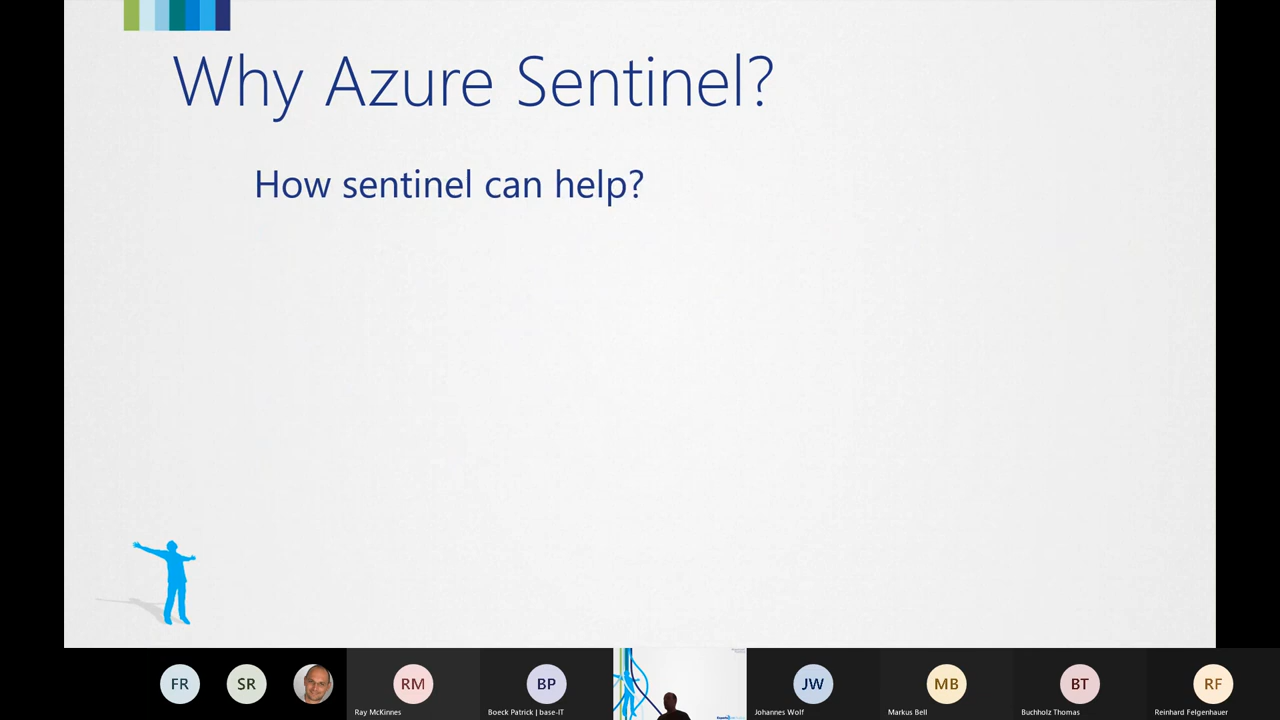 Why Azure Sentinel?
How sentinel can help?
FR
SR
RM
BP
JW
MB
BT
RF
Ray McKinnes
Boeck Patrick | base-IT
Johannes Wolf
Markus Bell
Buchholz Thomas
Reinhard Felgenhauer